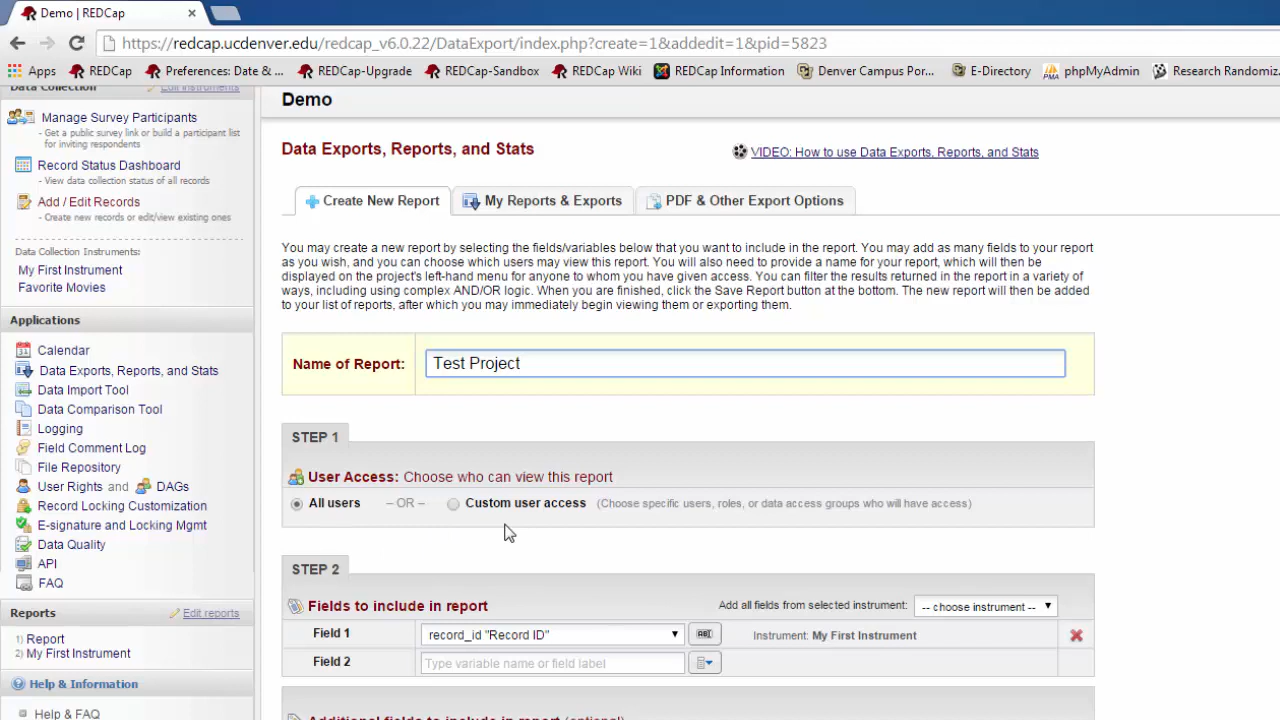 Demo | REDCap
https://redcap.ucdenver.edu/redcap_v6.0.22/DataExport/index.php?create=1&addedit=1&pid=5823
Apps REDCap Preferences: Date & ... REDCap-Upgrade REDCap-Sandbox REDCap Wiki REDCap Information Denver Campus Por... E-Directory phpMyAdmin Research Randomiz.
Data Collection Edit instruments
Manage Survey Participants
- Get a public survey link or build a participant list
for inviting respondents
Record Status Dashboard
- View data collection status of all records
Add / Edit Records
- Create new records or edit/view existing ones
Data Collection Instruments:
My First Instrument
Favorite Movies
Applications
Calendar
Data Exports, Reports, and Stats
Data Import Tool
Data Comparison Tool
Logging
Field Comment Log
File Repository
User Rights and DAGs
Record Locking Customization
E-signature and Locking Mgmt
Data Quality
API
FAQ
Reports Edit reports
1) Report
2) My First Instrument
Help & Information
Help & FAQ
Demo
Data Exports, Reports, and Stats
VIDEO: How to use Data Exports, Reports, and Stats
Create New Report My Reports & Exports PDF & Other Export Options
You may create a new report by selecting the fields/variables below that you want to include in the report. You may add as many fields to your report
as you wish, and you can choose which users may view this report. You will also need to provide a name for your report, which will then be
displayed on the project's left-hand menu for anyone to whom you have given access. You can filter the results returned in the report in a variety of
ways, including using complex AND/OR logic. When you are finished, click the Save Report button at the bottom. The new report will then be added
to your list of reports, after which you may immediately begin viewing them or exporting them.
Name of Report: Test Project
STEP 1
User Access: Choose who can view this report
All users – OR – Custom user access (Choose specific users, roles, or data access groups who will have access)
STEP 2
Fields to include in report Add all fields from selected instrument: -- choose instrument --
Field 1 record_id "Record ID" ABC Instrument: My First Instrument
Field 2 Type variable name or field label
Additional fields to include in report (optional)